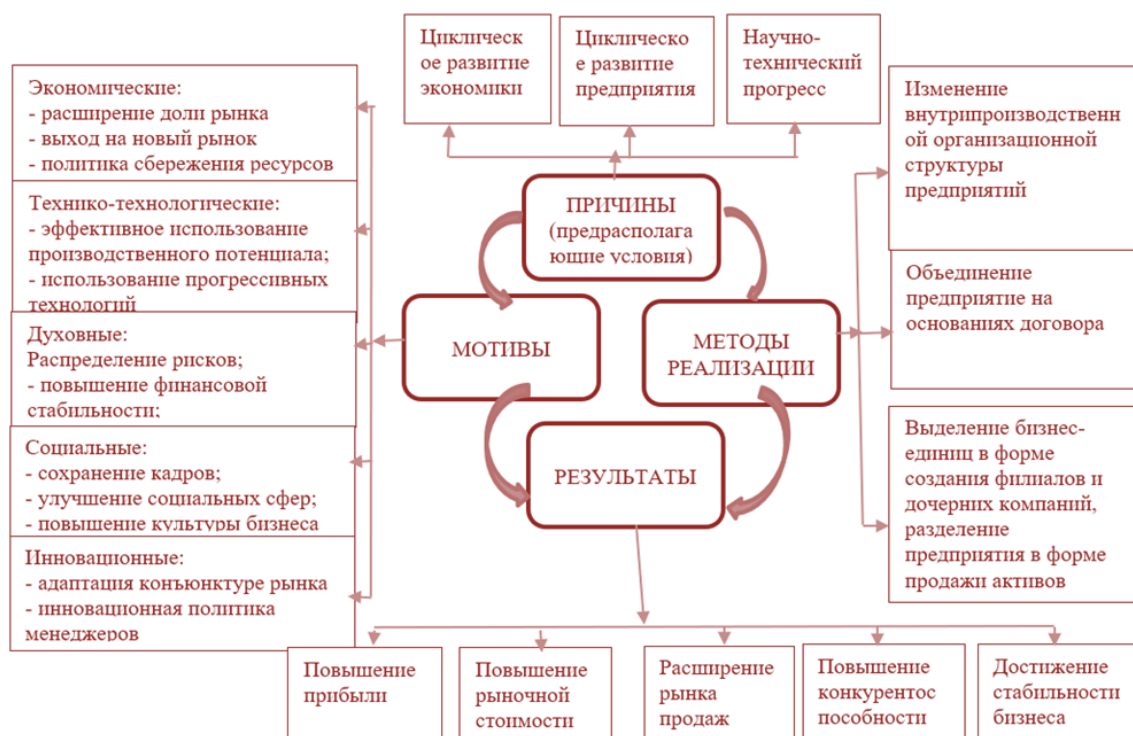 Циклическ
ое развитие
экономики
Циклическо
е развитие
предприятия
Научно-
технический
прогресс
Экономические:
- расширение доли рынка
- выход на новый рынок
- политика сбережения ресурсов
Технико-технологические:
- эффективное использование
производственного потенциала;
- использование прогрессивных
технологий
Духовные:
Распределение рисков;
- повышение финансовой
стабильности;
Социальные:
- сохранение кадров;
- улучшение социальных сфер;
- повышение культуры бизнеса
Инновационные:
- адаптация конъюнктуре рынка
- инновационная политика
менеджеров
ПРИЧИНЫ
(предрасполага
ющие условия)
МОТИВЫ
МЕТОДЫ
РЕАЛИЗАЦИИ
РЕЗУЛЬТАТЫ
Изменение
внутрипроизводственн
ой организационной
структуры
предприятий
Объединение
предприятие на
основаниях договора
Выделение бизнес-
единиц в форме
создания филиалов и
дочерних компаний,
разделение
предприятия в форме
продажи активов
Повышение
прибыли
Повышение
рыночной
стоимости
Расширение
рынка
продаж
Повышение
конкурентос
пособности
Достижение
стабильности
бизнеса